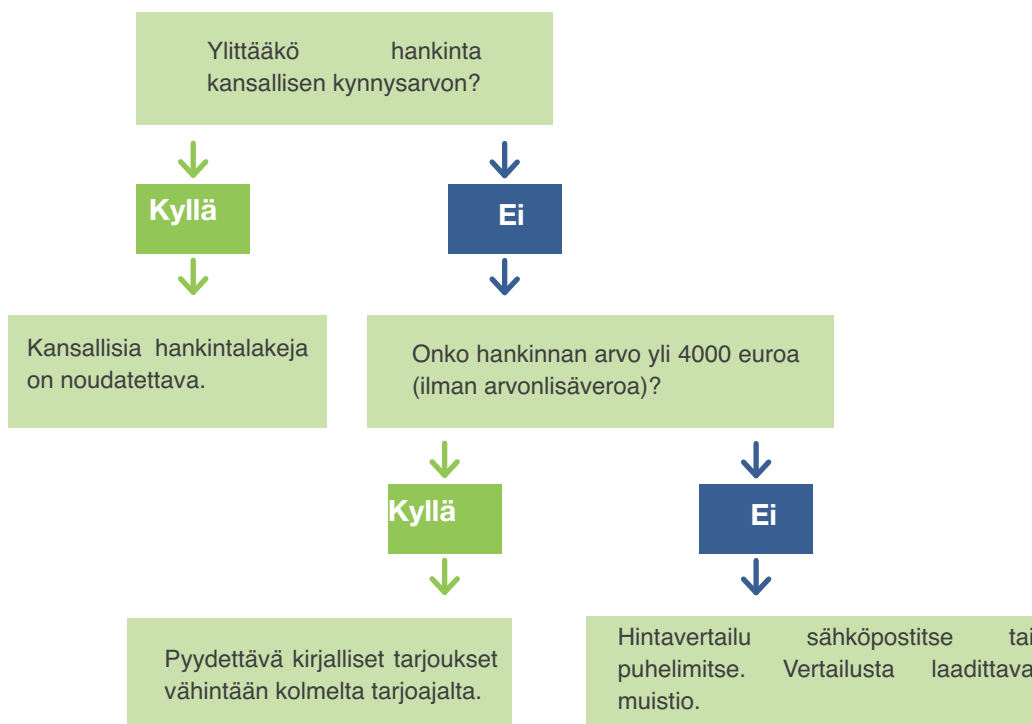 Ylittääkö hankinta
kansallisen kynnysarvon?
Kyllä
Ei
Kansallisia hankintalakeja
on noudatettava.
Onko hankinnan arvo yli 4000 euroa
(ilman arvonlisäveroa)?
Kyllä
Ei
Pyydettävä kirjalliset tarjoukset
vähintään kolmelta tarjoajalta.
Hintavertailu sähköpostitse tai
puhelimitse. Vertailusta laadittava
muistio.